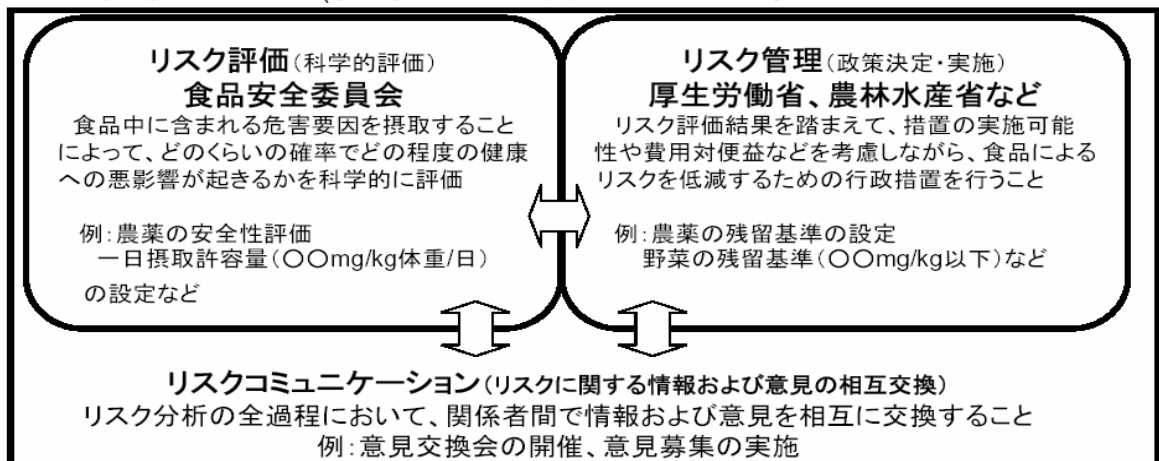 リスク評価(科学的評価)
食品安全委員会
食品中に含まれる危害要因を摂取すること
によって、どのくらいの確率でどの程度の健康
への悪影響が起きるかを科学的に評価
例:農薬の安全性評価
一日摂取許容量(〇〇mg/kg体重/日)
の設定など
リスク管理(政策決定・実施)
厚生労働省、農林水産省など
リスク評価結果を踏まえて、措置の実施可能
性や費用対便益などを考慮しながら、食品による
リスクを低減するための行政措置を行うこと
例:農薬の残留基準の設定
野菜の残留基準(〇〇mg/kg以下)など
リスクコミュニケーション(リスクに関する情報および意見の相互交換)
リスク分析の全過程において、関係者間で情報および意見を相互に交換すること
例:意見交換会の開催、意見募集の実施